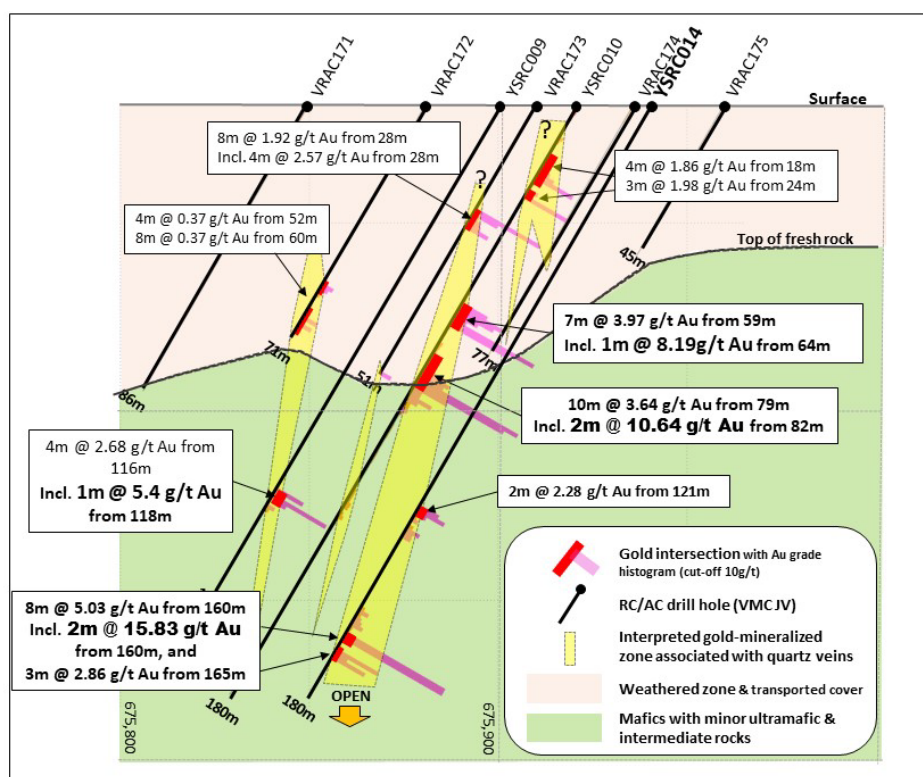 VRAC171
VRAC172
YSRC009
VRAC173
YSRC010
VRAC174
YSRC014
VRAC175
Surface
8m @ 1.92 g/t Au from 28m
Incl. 4m @ 2.57 g/t Au from 28m
?
?
4m @ 1.86 g/t Au from 18m
3m @ 1.98 g/t Au from 24m
4m @ 0.37 g/t Au from 52m
8m @ 0.37 g/t Au from 60m
Top of fresh rock
45m
7m @ 3.97 g/t Au from 59m
Incl. 1m @ 8.19g/t Au from 64m
71m
77m
51m
86m
10m @ 3.64 g/t Au from 79m
Incl. 2m @ 10.64 g/t Au from 82m
4m @ 2.68 g/t Au from
116m
Incl. 1m @ 5.4 g/t Au
from 118m
2m @ 2.28 g/t Au from 121m
Gold intersection with Au grade
histogram (cut-off 10g/t)
RC/AC drill hole (VMC JV)
Interpreted gold-mineralized
zone associated with quartz veins
Weathered zone & transported cover
Mafics with minor ultramafic &
intermediate rocks
8m @ 5.03 g/t Au from 160m
Incl. 2m @ 15.83 g/t Au
from 160m, and
3m @ 2.86 g/t Au from 165m
180m
180m
OPEN
675,800
675,900